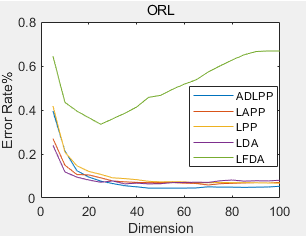 ORL
Error Rate%
0.8
0.6
0.4
0.2
0
ADLPP
LAPP
LPP
LDA
LFDA
0 20 40 60 80 100
Dimension